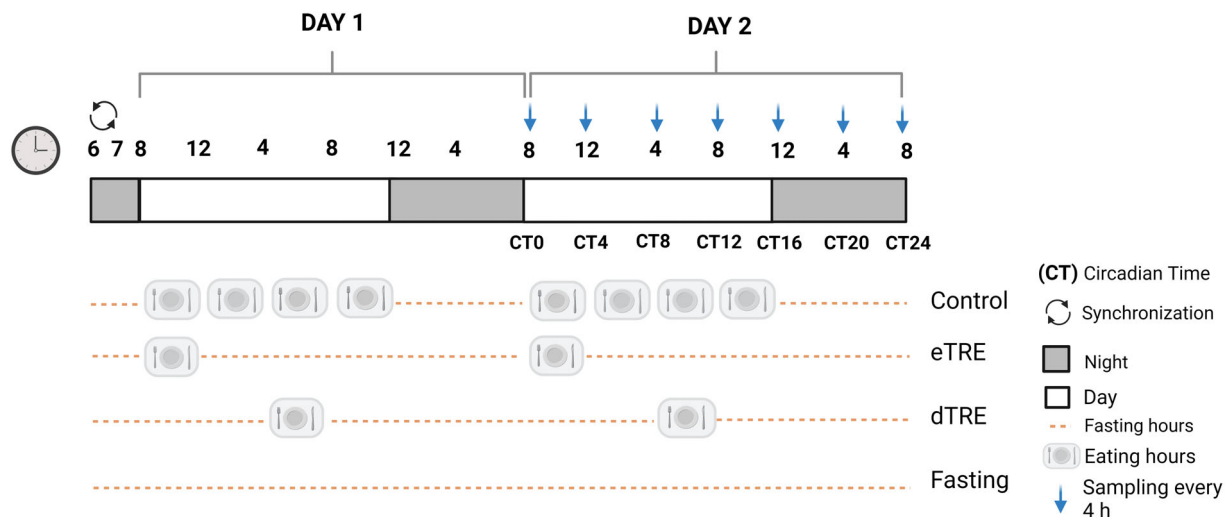 DAY 1
DAY 2
6 7 8 12 4 8 12 4 8 12 4 8 12 4 8
CT0 CT4 CT8 CT12 CT16 CT20 CT24
Control
eTRE
dTRE
Fasting
(CT) Circadian Time
Synchronization
Night
Day
Fasting hours
Eating hours
Sampling every
4 h